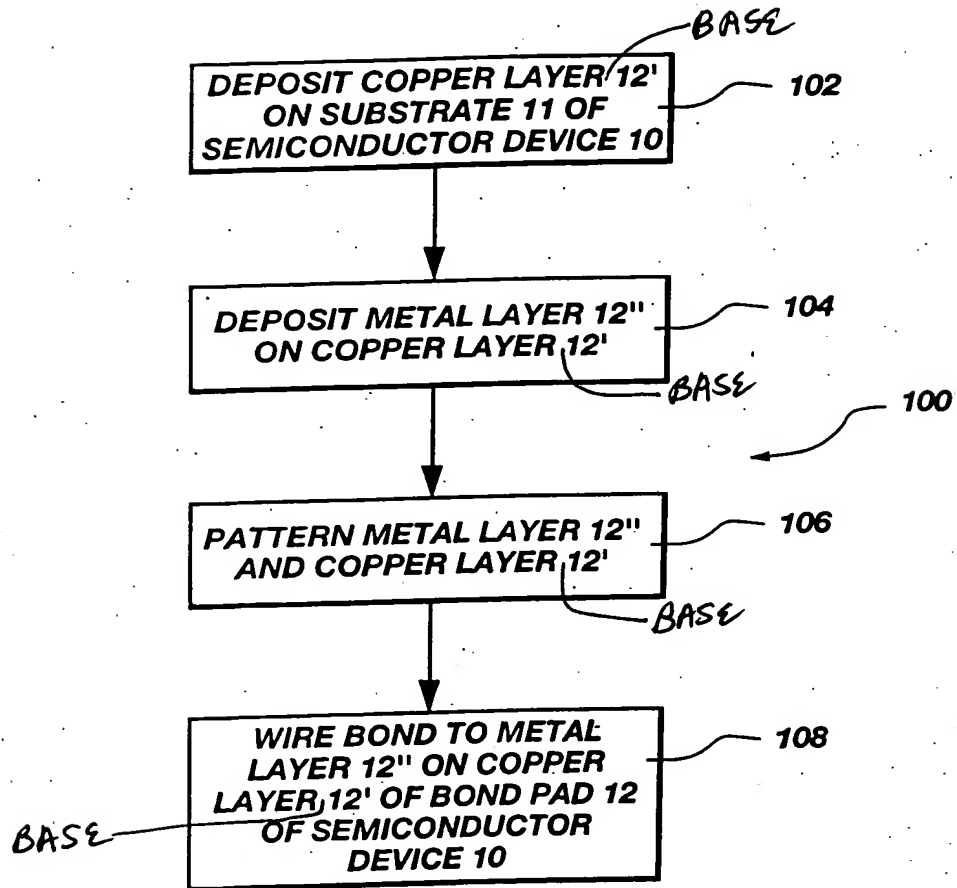 BASE
DEPOSIT COPPER LAYER 12'
ON SUBSTRATE 11 OF
SEMICONDUCTOR DEVICE 10
102
DEPOSIT METAL LAYER 12"
ON COPPER LAYER 12'
104
BASE
100
PATTERN METAL LAYER 12"
AND COPPER LAYER 12'
106
BASE
WIRE BOND TO METAL
LAYER 12" ON COPPER
LAYER 12' OF BOND PAD 12
OF SEMICONDUCTOR
DEVICE 10
108
BASE